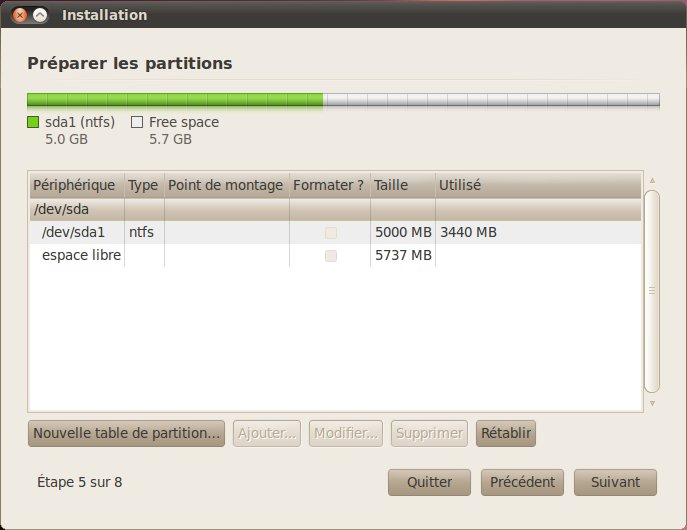 Installation
Préparer les partitions
sda1 (ntfs) Free space
5.0 GB 5.7 GB
Périphérique Type Point de montage Formater ? Taille Utilisé
/dev/sda
/dev/sda1 ntfs 5000 MB 3440 MB
espace libre 5737 MB
Nouvelle table de partition... Ajouter... Modifier... Supprimer Rétablir
Étape 5 sur 8 Quitter Précédent Suivant